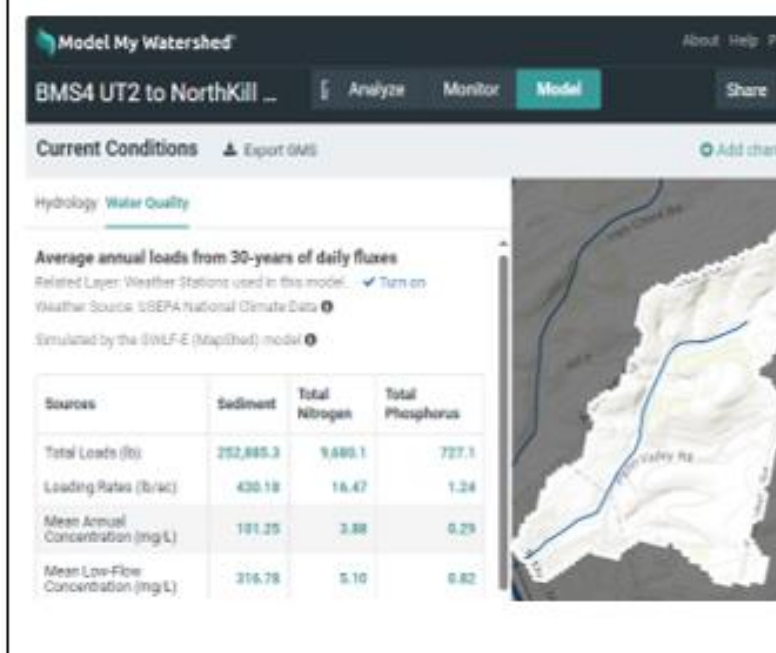 Model My Watershed
About Help
BMS4 UT2 to NorthKill ...
Analyze Monitor Model Share
Current Conditions Export GMS Add chan
Hydrology Water Quality
Average annual loads from 30-years of daily fluxes
Related Layer: Weather Stations used in this model. Turn on
Weather Source: USEPA National Climate Data
Simulated by the GWLF-E (MapShed) model
Sources Sediment Total Nitrogen Total Phosphorus
Total Loads (lb) 252,885.3 9,680.1 727.1
Loading Rates (lb/ac) 430.18 16.47 1.24
Mean Annual Concentration (mg/L) 101.25 3.88 0.29
Mean Low-Flow Concentration (mg/L) 316.78 5.10 0.82
Valley Rd